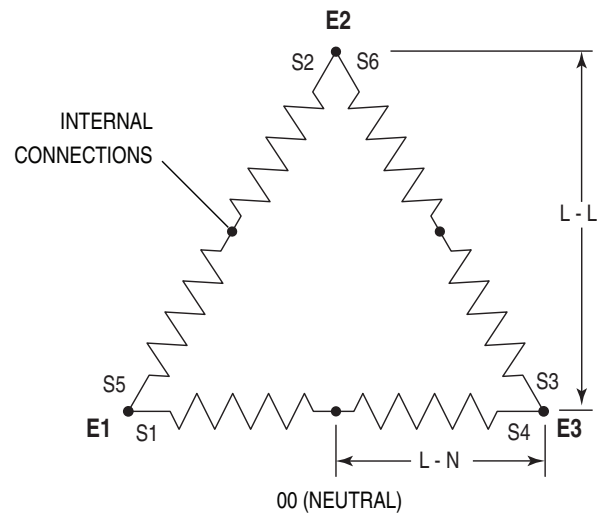 E2
S2
S6
INTERNAL
CONNECTIONS
L - L
S5
S3
E1
S1
S4
E3
L - N
00 (NEUTRAL)